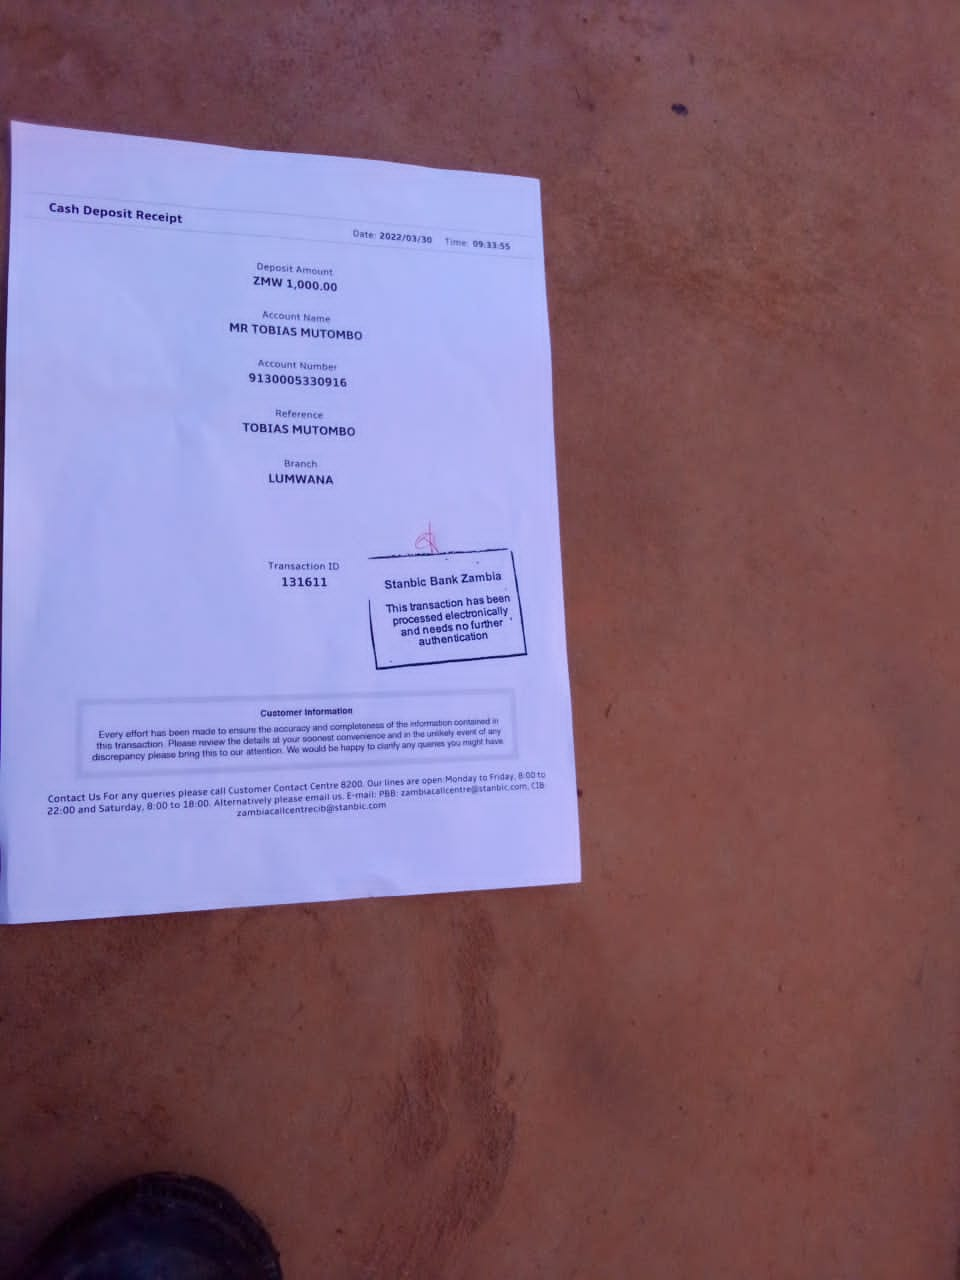 Cash Deposit Receipt
Date: 2022/03/30 Time: 09:33:55
Deposit Amount
ZMW 1,000.00
Account Name
MR TOBIAS MUTOMBO
Account Number
9130005330916
Reference
TOBIAS MUTOMBO
Branch
LUMWANA
Transaction ID
131611
Stanbic Bank Zambia
This transaction has been
processed electronically
and needs no further
authentication
Customer Information
Every effort has been made to ensure the accuracy and completeness of the information contained in
this transaction. Please review the details at your soonest convenience and in the unlikely event of any
discrepancy please bring this to our attention. We would be happy to clarify any queries you might have.
Contact Us For any queries please call Customer Contact Centre 8200. Our lines are open Monday to Friday, 8:00 to
22:00 and Saturday, 8:00 to 18:00. Alternatively please email us. E-mail: PBB: zambiacallcentre@stanbic.com, CIB:
zambiacallcentrecib@stanbic.com